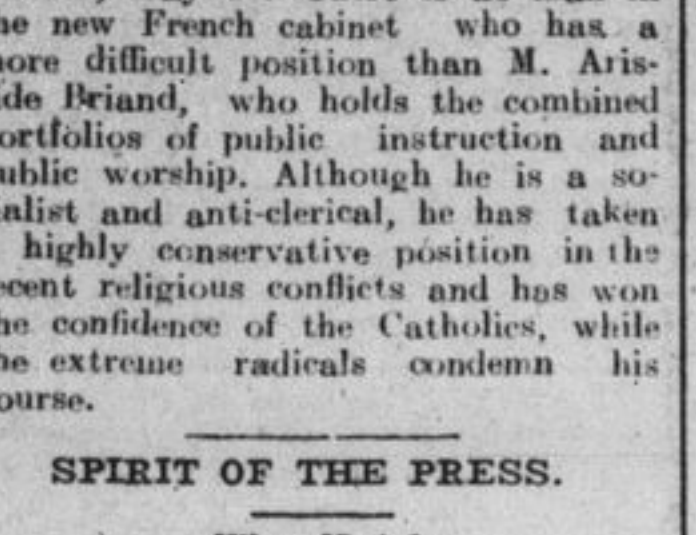 he new French cabinet who has a
ore difficult position than M. Aris-
de Briand, who holds the combined
ortfolios of public instruction and
ublic worship. Although he is a so-
alist and anti-clerical, he has taken
highly conservative position in the
ecent religious conflicts and has won
he confidence of the Catholics, while
he extreme radicals condemn his
ourse.
SPIRIT OF THE PRESS.